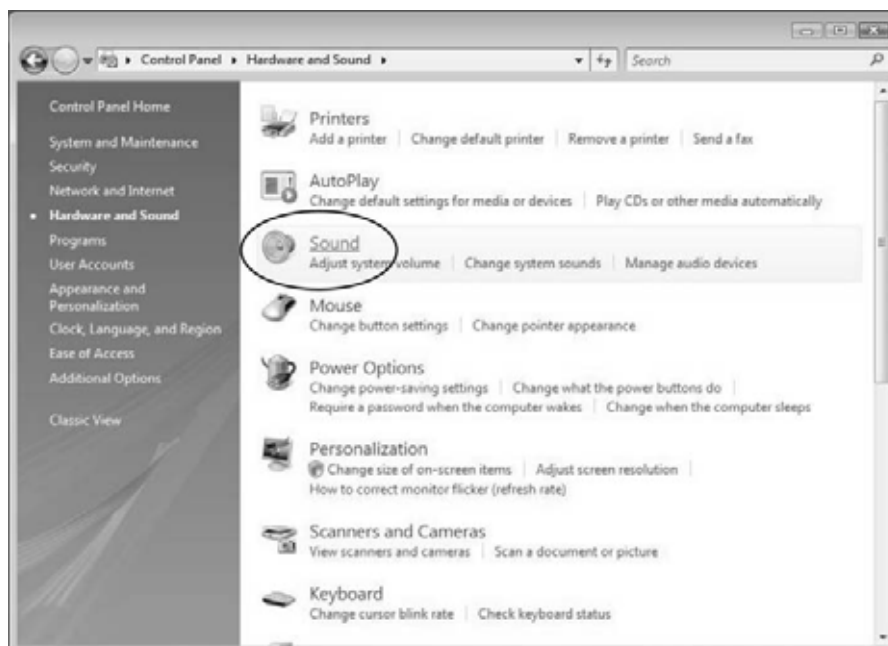 Control Panel ▸ Hardware and Sound ▸
Search
Control Panel Home
System and Maintenance
Security
Network and Internet
• Hardware and Sound
Programs
User Accounts
Appearance and
Personalization
Clock, Language, and Region
Ease of Access
Additional Options
Classic View
Printers
Add a printer | Change default printer | Remove a printer | Send a fax
AutoPlay
Change default settings for media or devices | Play CDs or other media automatically
Sound
Adjust system volume | Change system sounds | Manage audio devices
Mouse
Change button settings | Change pointer appearance
Power Options
Change power-saving settings | Change what the power buttons do |
Require a password when the computer wakes | Change when the computer sleeps
Personalization
Change size of on-screen items | Adjust screen resolution |
How to correct monitor flicker (refresh rate)
Scanners and Cameras
View scanners and cameras | Scan a document or picture
Keyboard
Change cursor blink rate | Check keyboard status